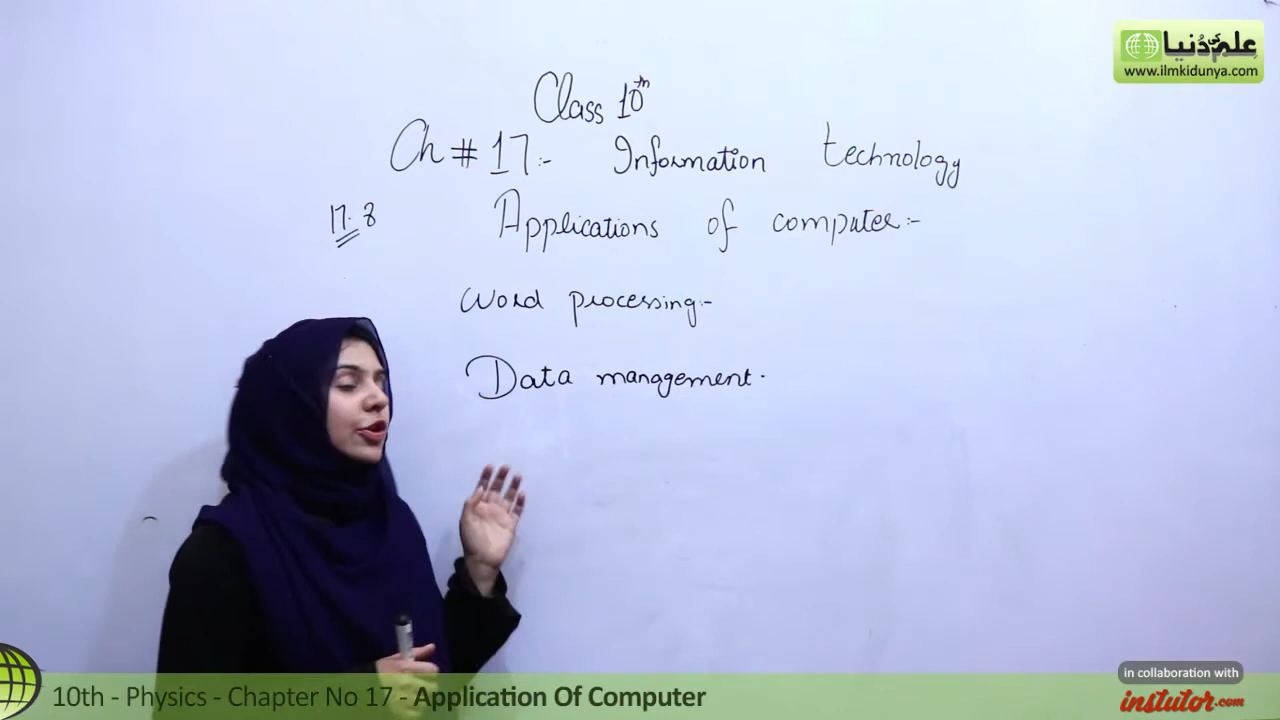 علم کی دنیا
www.ilmkidunya.com
Class 10th
Ch # 17:- Information technology
17.8 Applications of computer:-
Word processing:-
Data management.
in collaboration with
instutor.com
10th - Physics - Chapter No 17 - Application Of Computer